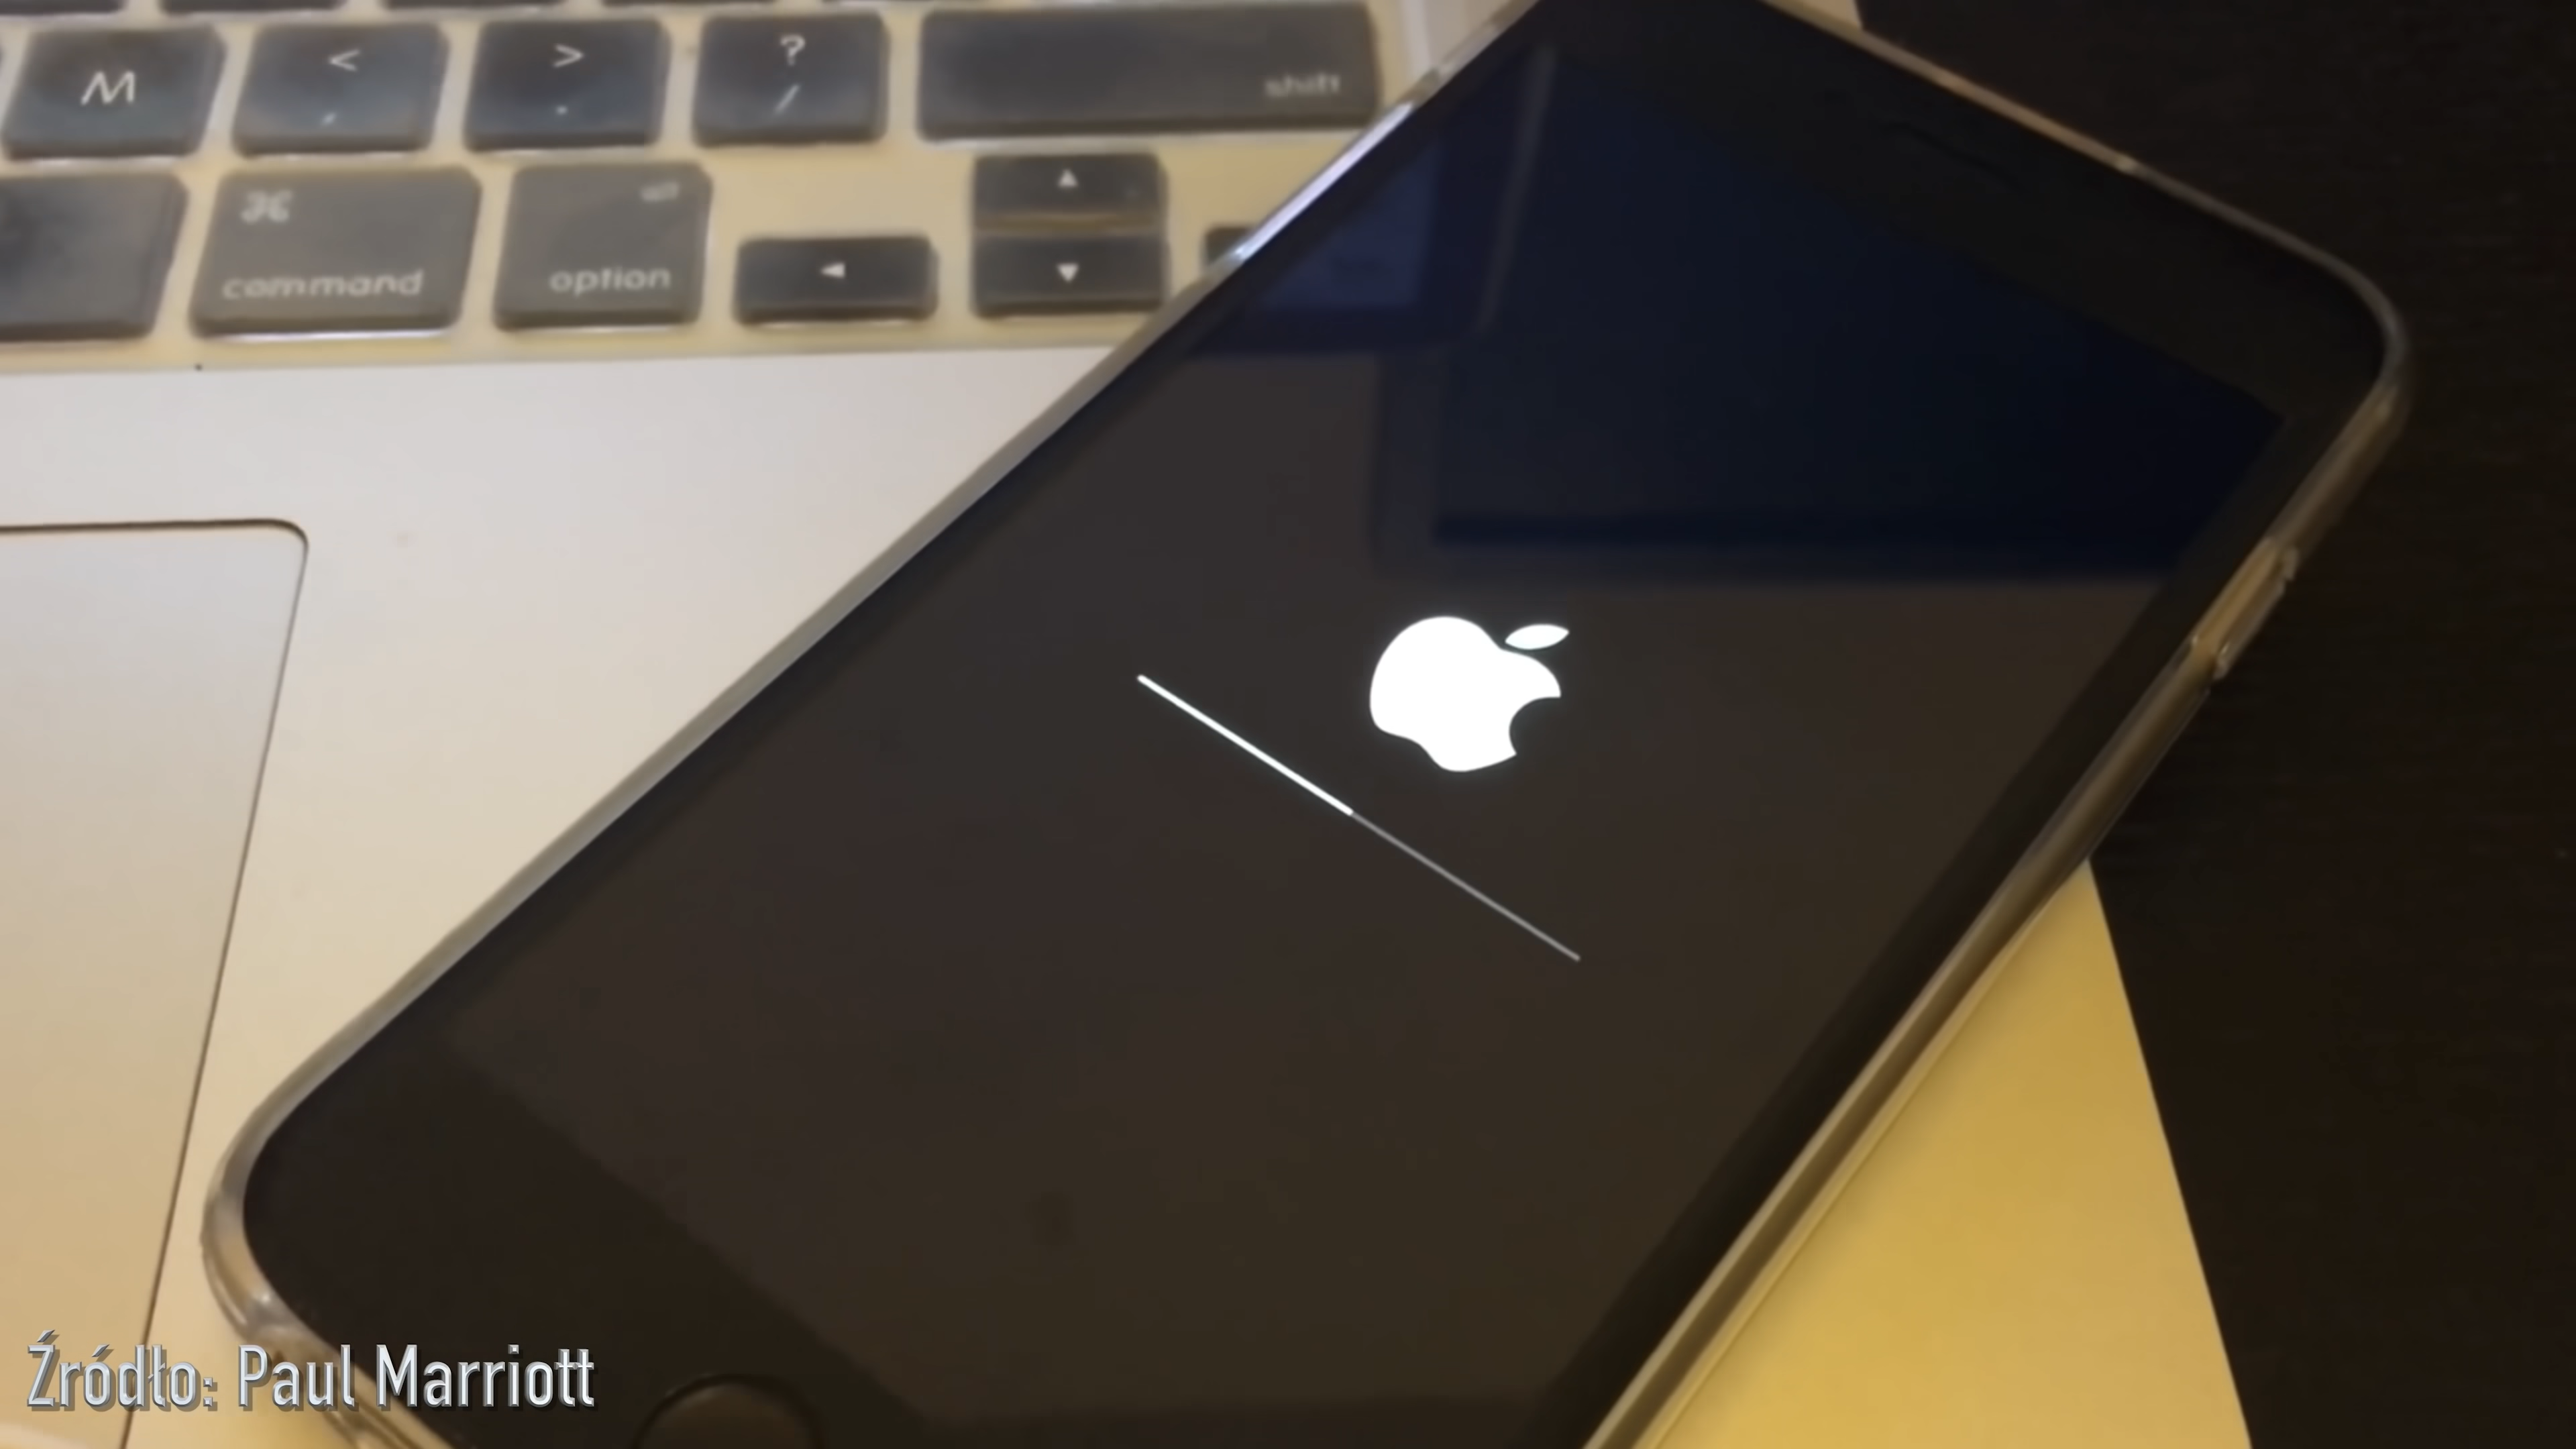 M < , > . ? / shift
⌘ command option ▲
◄ ▼
Źródło: Paul Marriott